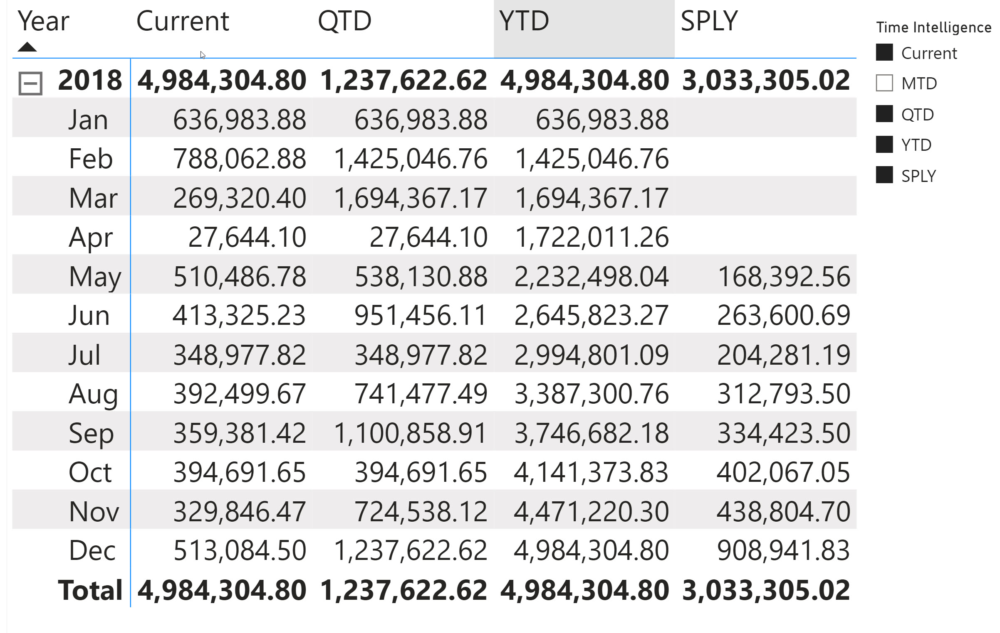 Year Current QTD YTD SPLY
2018 4,984,304.80 1,237,622.62 4,984,304.80 3,033,305.02
Jan 636,983.88 636,983.88 636,983.88
Feb 788,062.88 1,425,046.76 1,425,046.76
Mar 269,320.40 1,694,367.17 1,694,367.17
Apr 27,644.10 27,644.10 1,722,011.26
May 510,486.78 538,130.88 2,232,498.04 168,392.56
Jun 413,325.23 951,456.11 2,645,823.27 263,600.69
Jul 348,977.82 348,977.82 2,994,801.09 204,281.19
Aug 392,499.67 741,477.49 3,387,300.76 312,793.50
Sep 359,381.42 1,100,858.91 3,746,682.18 334,423.50
Oct 394,691.65 394,691.65 4,141,373.83 402,067.05
Nov 329,846.47 724,538.12 4,471,220.30 438,804.70
Dec 513,084.50 1,237,622.62 4,984,304.80 908,941.83
Total 4,984,304.80 1,237,622.62 4,984,304.80 3,033,305.02
Time Intelligence
Current
MTD
QTD
YTD
SPLY